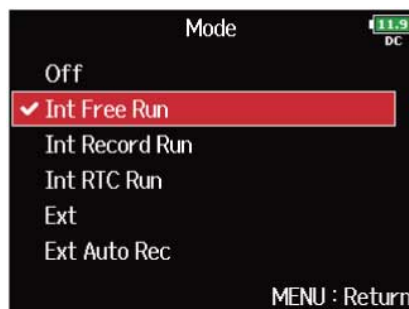 Mode
11.9
DC
Off
Int Free Run
Int Record Run
Int RTC Run
Ext
Ext Auto Rec
MENU : Return